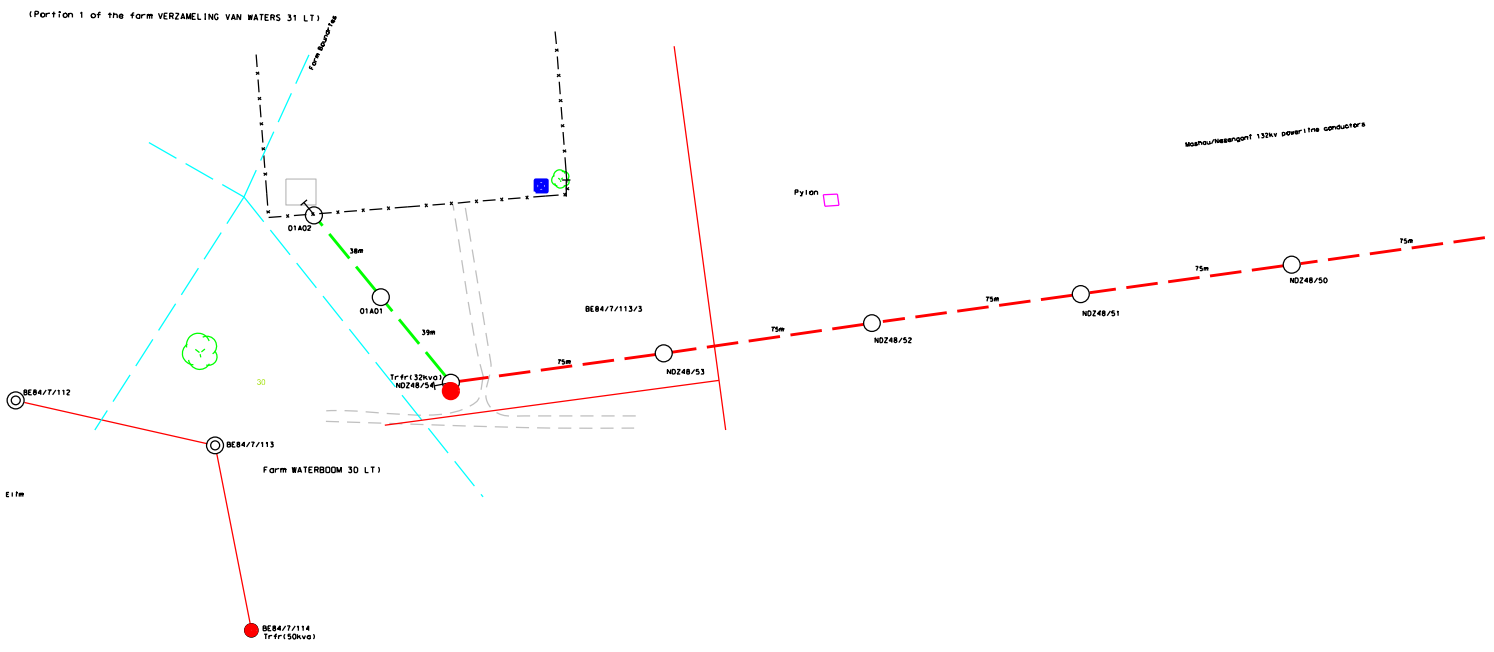 (Portion 1 of the farm VERZAMELING VAN WATERS 31 LT)
Farm Boundaries
Mashau/Nesengani 132kv powerline conductors
Pylon
01A02
38m
01A01
39m
BE84/7/113/3
75m
75m
75m
75m
75m
NDZ48/50
NDZ48/51
NDZ48/52
NDZ48/53
Trfr(32kva)
NDZ48/54
30
BE84/7/112
BE84/7/113
Farm WATERBOOM 30 LT)
Elim
BE84/7/114
Trfr(50kva)